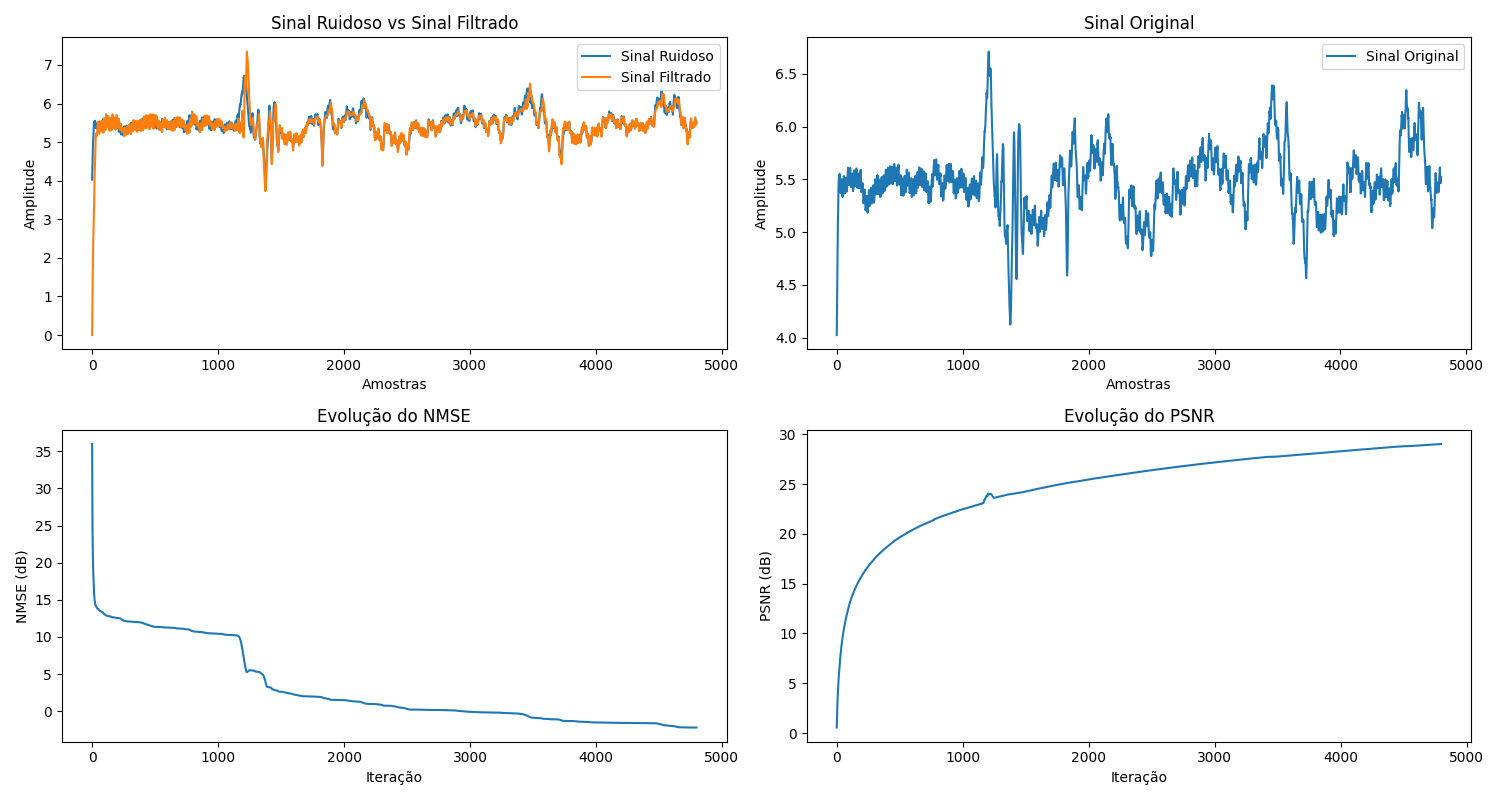 Sinal Ruidoso vs Sinal Filtrado
Sinal Ruidoso
Sinal Filtrado
7
6
5
4
3
2
1
0
Amplitude
0 1000 2000 3000 4000 5000
Amostras
Sinal Original
Sinal Original
6.5
6.0
5.5
5.0
4.5
4.0
Amplitude
0 1000 2000 3000 4000 5000
Amostras
Evolução do NMSE
35
30
25
20
15
10
5
0
NMSE (dB)
0 1000 2000 3000 4000 5000
Iteração
Evolução do PSNR
30
25
20
15
10
5
0
PSNR (dB)
0 1000 2000 3000 4000 5000
Iteração